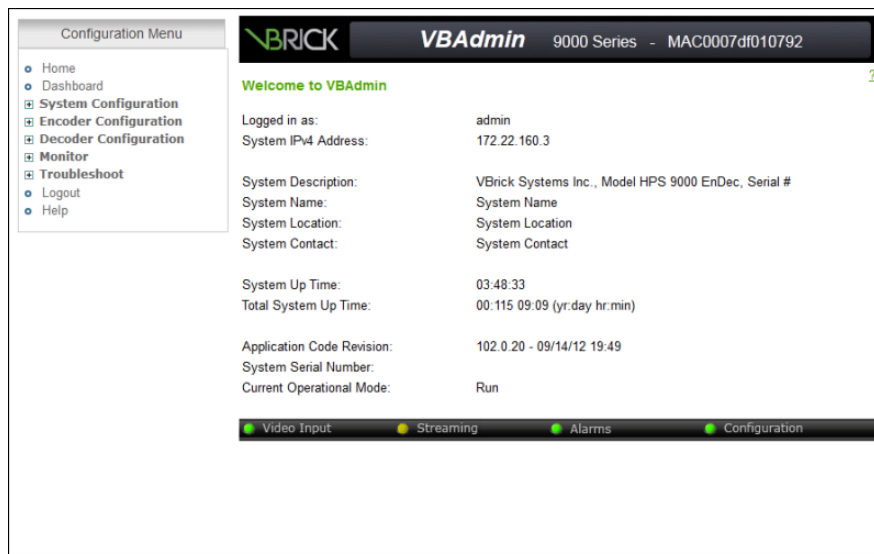 Configuration Menu
Home
Dashboard
System Configuration
Encoder Configuration
Decoder Configuration
Monitor
Troubleshoot
Logout
Help
VBRICK VBAdmin 9000 Series - MAC0007df010792
?
Welcome to VBAdmin
Logged in as: admin
System IPv4 Address: 172.22.160.3
System Description: VBrick Systems Inc., Model HPS 9000 EnDec, Serial #
System Name: System Name
System Location: System Location
System Contact: System Contact
System Up Time: 03:48:33
Total System Up Time: 00:115 09:09 (yr:day hr:min)
Application Code Revision: 102.0.20 - 09/14/12 19:49
System Serial Number:
Current Operational Mode: Run
Video Input Streaming Alarms Configuration